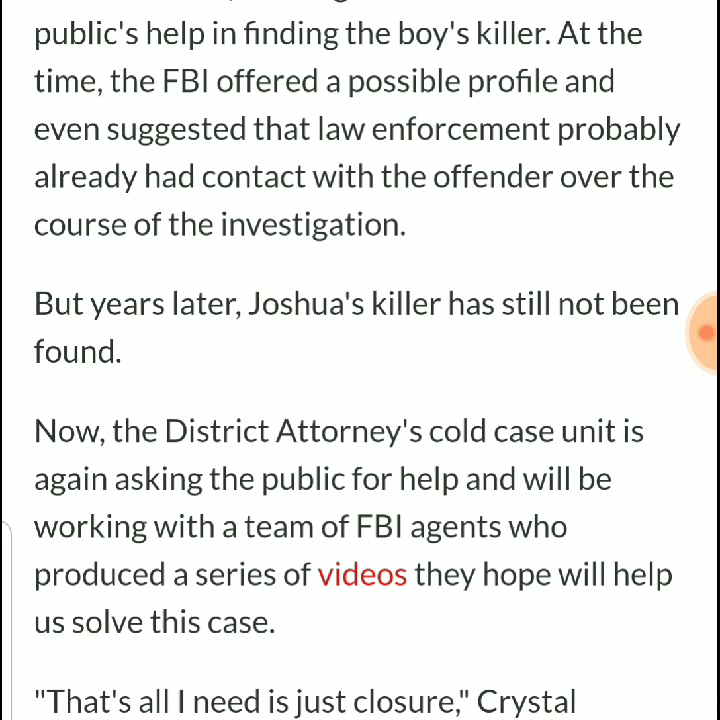 public's help in finding the boy's killer. At the
time, the FBI offered a possible profile and
even suggested that law enforcement probably
already had contact with the offender over the
course of the investigation.
But years later, Joshua's killer has still not been
found.
Now, the District Attorney's cold case unit is
again asking the public for help and will be
working with a team of FBI agents who
produced a series of videos they hope will help
us solve this case.
"That's all I need is just closure," Crystal